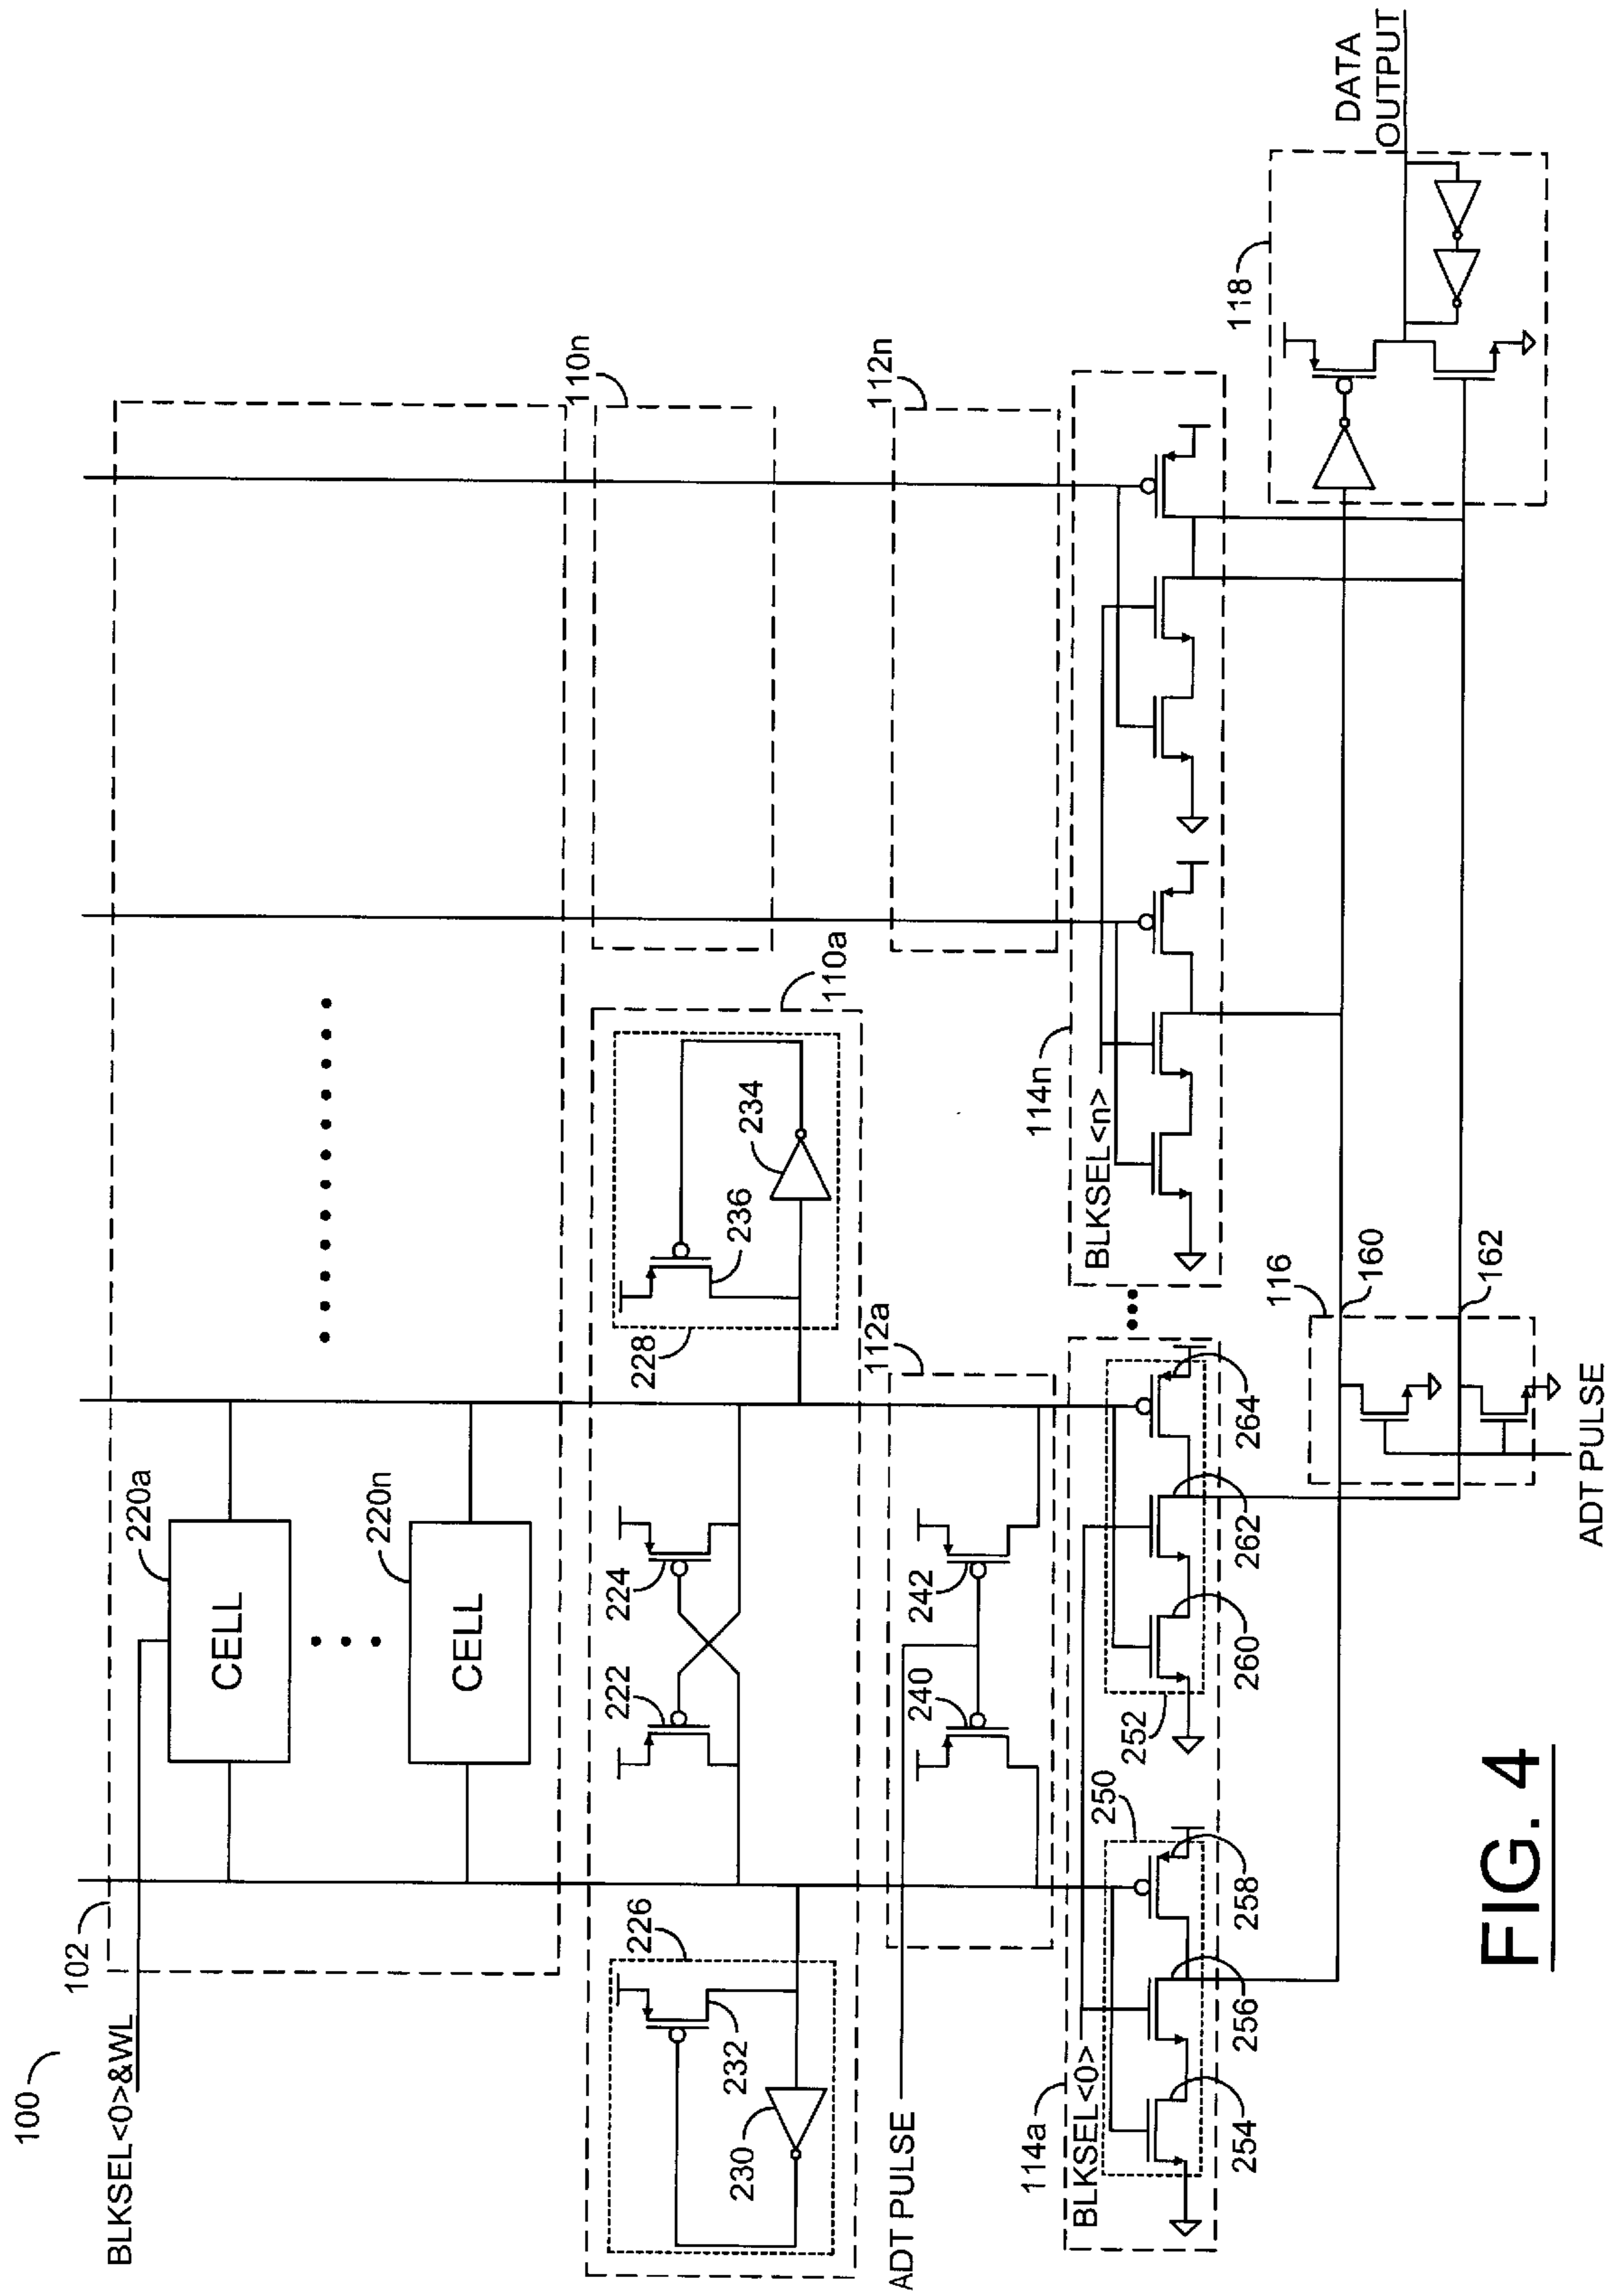 100
BLKSEL<0>&WL
102
220a
CELL
220n
CELL
226
232
230
222
224
228
236
234
110a
110n
ADT PULSE
240
242
112a
112n
114a
BLKSEL<0>
250
254
256
258
252
260
262
264
114n
BLKSEL<n>
116
160
162
ADT PULSE
118
DATA
OUTPUT
FIG. 4